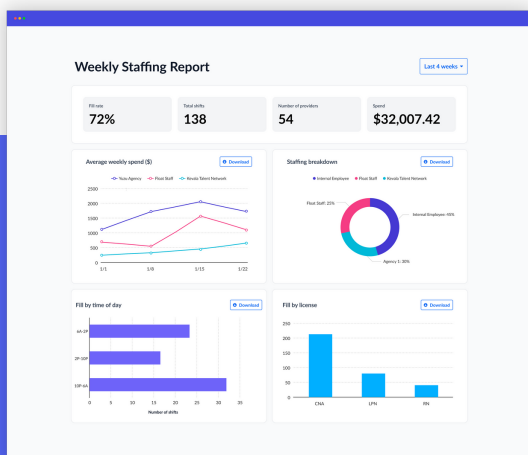 Weekly Staffing Report
Last 4 weeks
Fill rate
72%
Total shifts
138
Number of providers
54
Spend
$32,007.42
Average weekly spend ($)
Download
Your Agency
Float Staff
Kevala Talent Network
2500
2000
1500
1000
500
0
1/1
1/8
1/15
1/22
Staffing breakdown
Download
Internal Employee
Float Staff
Kevala Talent Network
Float Staff: 25%
Internal Employee: 45%
Agency 1: 30%
Fill by time of day
Download
6A-2P
2P-10P
10P-6A
0
5
10
15
20
25
30
35
Number of shifts
Fill by license
Download
250
200
150
100
50
0
CNA
LPN
RN